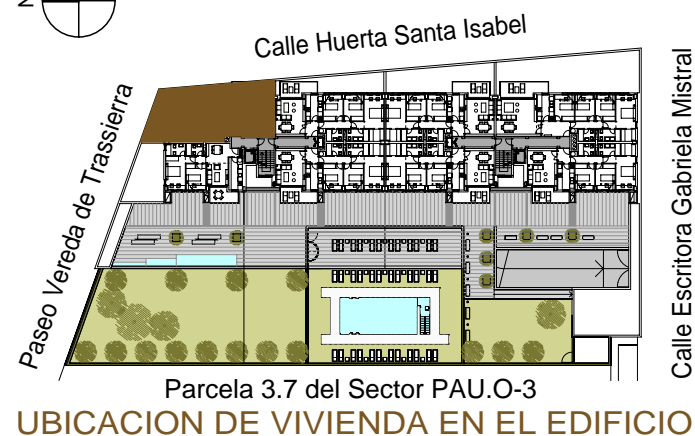 N
Calle Huerta Santa Isabel
Paseo Vereda de Trassierra
Calle Escritora Gabriela Mistral
Parcela 3.7 del Sector PAU.O-3
UBICACION DE VIVIENDA EN EL EDIFICIO